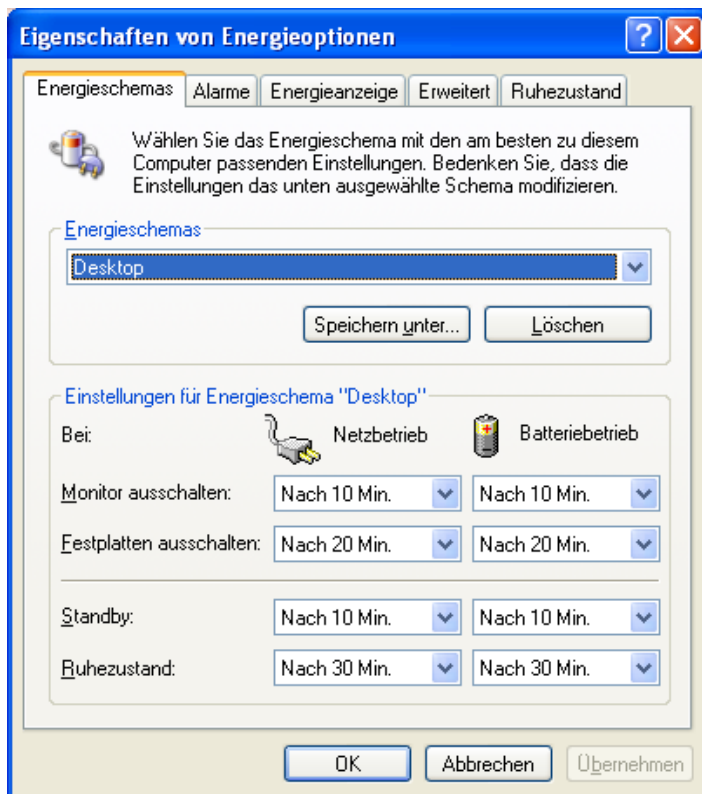 Eigenschaften von Energieoptionen
Energieschemas Alarme Energieanzeige Erweitert Ruhezustand
Wählen Sie das Energieschema mit den am besten zu diesem
Computer passenden Einstellungen. Bedenken Sie, dass die
Einstellungen das unten ausgewählte Schema modifizieren.
Energieschemas
Desktop
Speichern unter... Löschen
Einstellungen für Energieschema "Desktop"
Bei: Netzbetrieb Batteriebetrieb
Monitor ausschalten: Nach 10 Min. Nach 10 Min.
Festplatten ausschalten: Nach 20 Min. Nach 20 Min.
Standby: Nach 10 Min. Nach 10 Min.
Ruhezustand: Nach 30 Min. Nach 30 Min.
OK Abbrechen Übernehmen